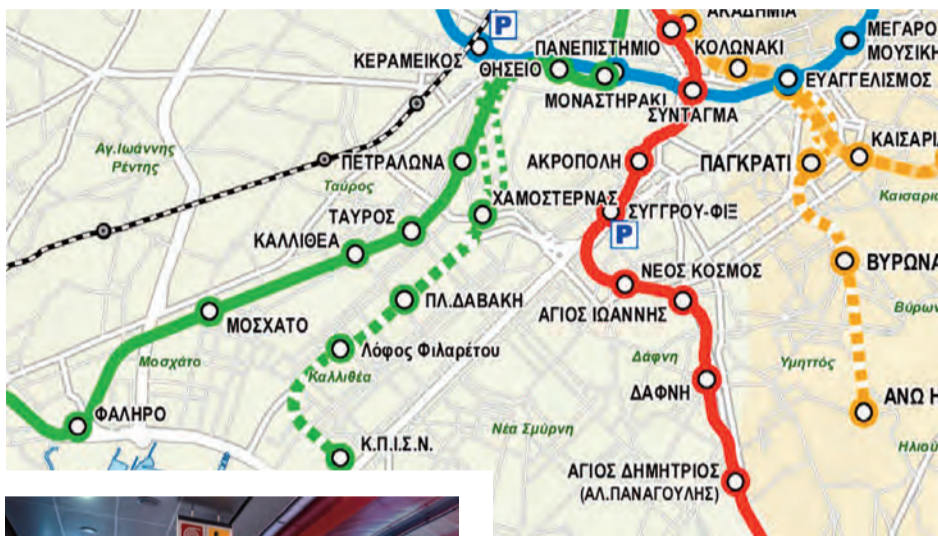 ΑΚΑΔΗΜΙΑ
P
ΜΕΓΑΡΟ
ΜΟΥΣΙΚΗ
ΚΕΡΑΜΕΙΚΟΣ
ΠΑΝΕΠΙΣΤΗΜΙΟ
ΚΟΛΩΝΑΚΙ
ΘΗΣΕΙΟ
ΕΥΑΓΓΕΛΙΣΜΟΣ
ΜΟΝΑΣΤΗΡΑΚΙ
ΣΥΝΤΑΓΜΑ
Αγ.Ιωάννης
Ρέντης
ΠΕΤΡΑΛΩΝΑ
ΑΚΡΟΠΟΛΗ
ΠΑΓΚΡΑΤΙ
ΚΑΙΣΑΡΙΑ
Ταύρος
ΧΑΜΟΣΤΕΡΝΑΣ
Καισαρια
ΤΑΥΡΟΣ
ΣΥΓΓΡΟΥ-ΦΙΞ
P
ΚΑΛΛΙΘΕΑ
ΝΕΟΣ ΚΟΣΜΟΣ
ΒΥΡΩΝΑ
ΠΛ.ΔΑΒΑΚΗ
ΑΓΙΟΣ ΙΩΑΝΝΗΣ
Βύρων
ΜΟΣΧΑΤΟ
Λόφος Φιλαρέτου
Μοσχάτο
Καλλιθέα
Δάφνη
Υμηττός
ΔΑΦΝΗ
ΑΝΩ Η
ΦΑΛΗΡΟ
Νέα Σμύρνη
Ηλιού
Κ.Π.Ι.Σ.Ν.
ΑΓΙΟΣ ΔΗΜΗΤΡΙΟΣ
(ΑΛ.ΠΑΝΑΓΟΥΛΗΣ)